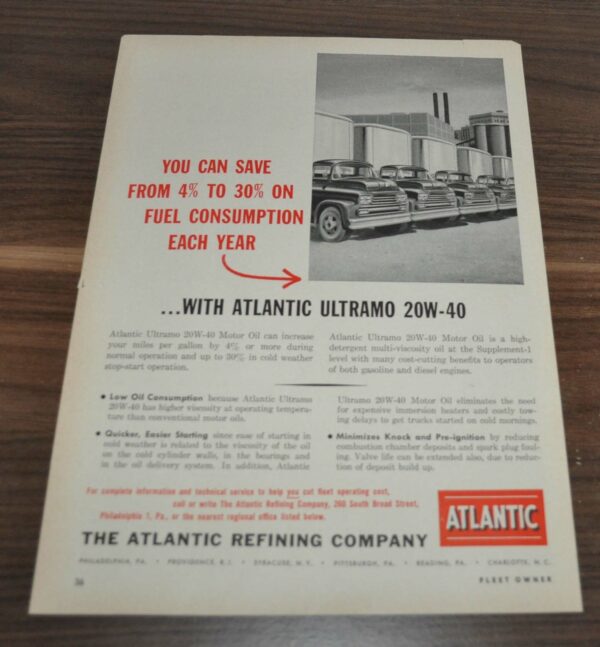 YOU CAN SAVE
FROM 4% TO 30% ON
FUEL CONSUMPTION
EACH YEAR
...WITH ATLANTIC ULTRAMO 20W-40
Atlantic Ultramo 20W-40 Motor Oil can increase
your miles per gallon by 4% or more during
normal operation and up to 30% in cold weather
stop-start operation.
Atlantic Ultramo 20W-40 Motor Oil is a high-
detergent multi-viscosity oil at the Supplement-1
level with many cost-cutting benefits to operators
of both gasoline and diesel engines.
• Low Oil Consumption because Atlantic Ultramo
20W-40 has higher viscosity at operating tempera-
ture than conventional motor oils.
• Quicker, Easier Starting since ease of starting in
cold weather is related to the viscosity of the oil
on the cold cylinder walls, in the bearings and
in the oil delivery system. In addition, Atlantic
Ultramo 20W-40 Motor Oil eliminates the need
for expensive immersion heaters and costly tow-
ing delays to get trucks started on cold mornings.
• Minimizes Knock and Pre-ignition by reducing
combustion chamber deposits and spark plug foul-
ing. Valve life can be extended also, due to reduc-
tion of deposit build up.
For complete information and technical service to help you cut fleet operating cost,
call or write The Atlantic Refining Company, 260 South Broad Street,
Philadelphia 1, Pa., or the nearest regional office listed below.
ATLANTIC
THE ATLANTIC REFINING COMPANY
PHILADELPHIA, PA. • PROVIDENCE, R.I. • SYRACUSE, N.Y. • PITTSBURGH, PA. • READING, PA. • CHARLOTTE, N.C.
36
FLEET OWNER